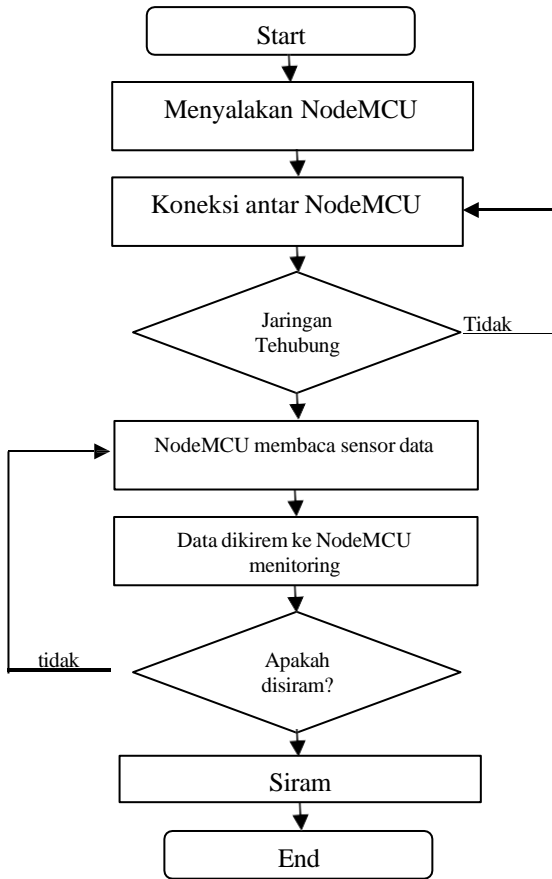 Start
Menyalakan NodeMCU
Koneksi antar NodeMCU
Jaringan
Tehubung
Tidak
NodeMCU membaca sensor data
Data dikirem ke NodeMCU
menitoring
tidak
Apakah
disiram?
Siram
End